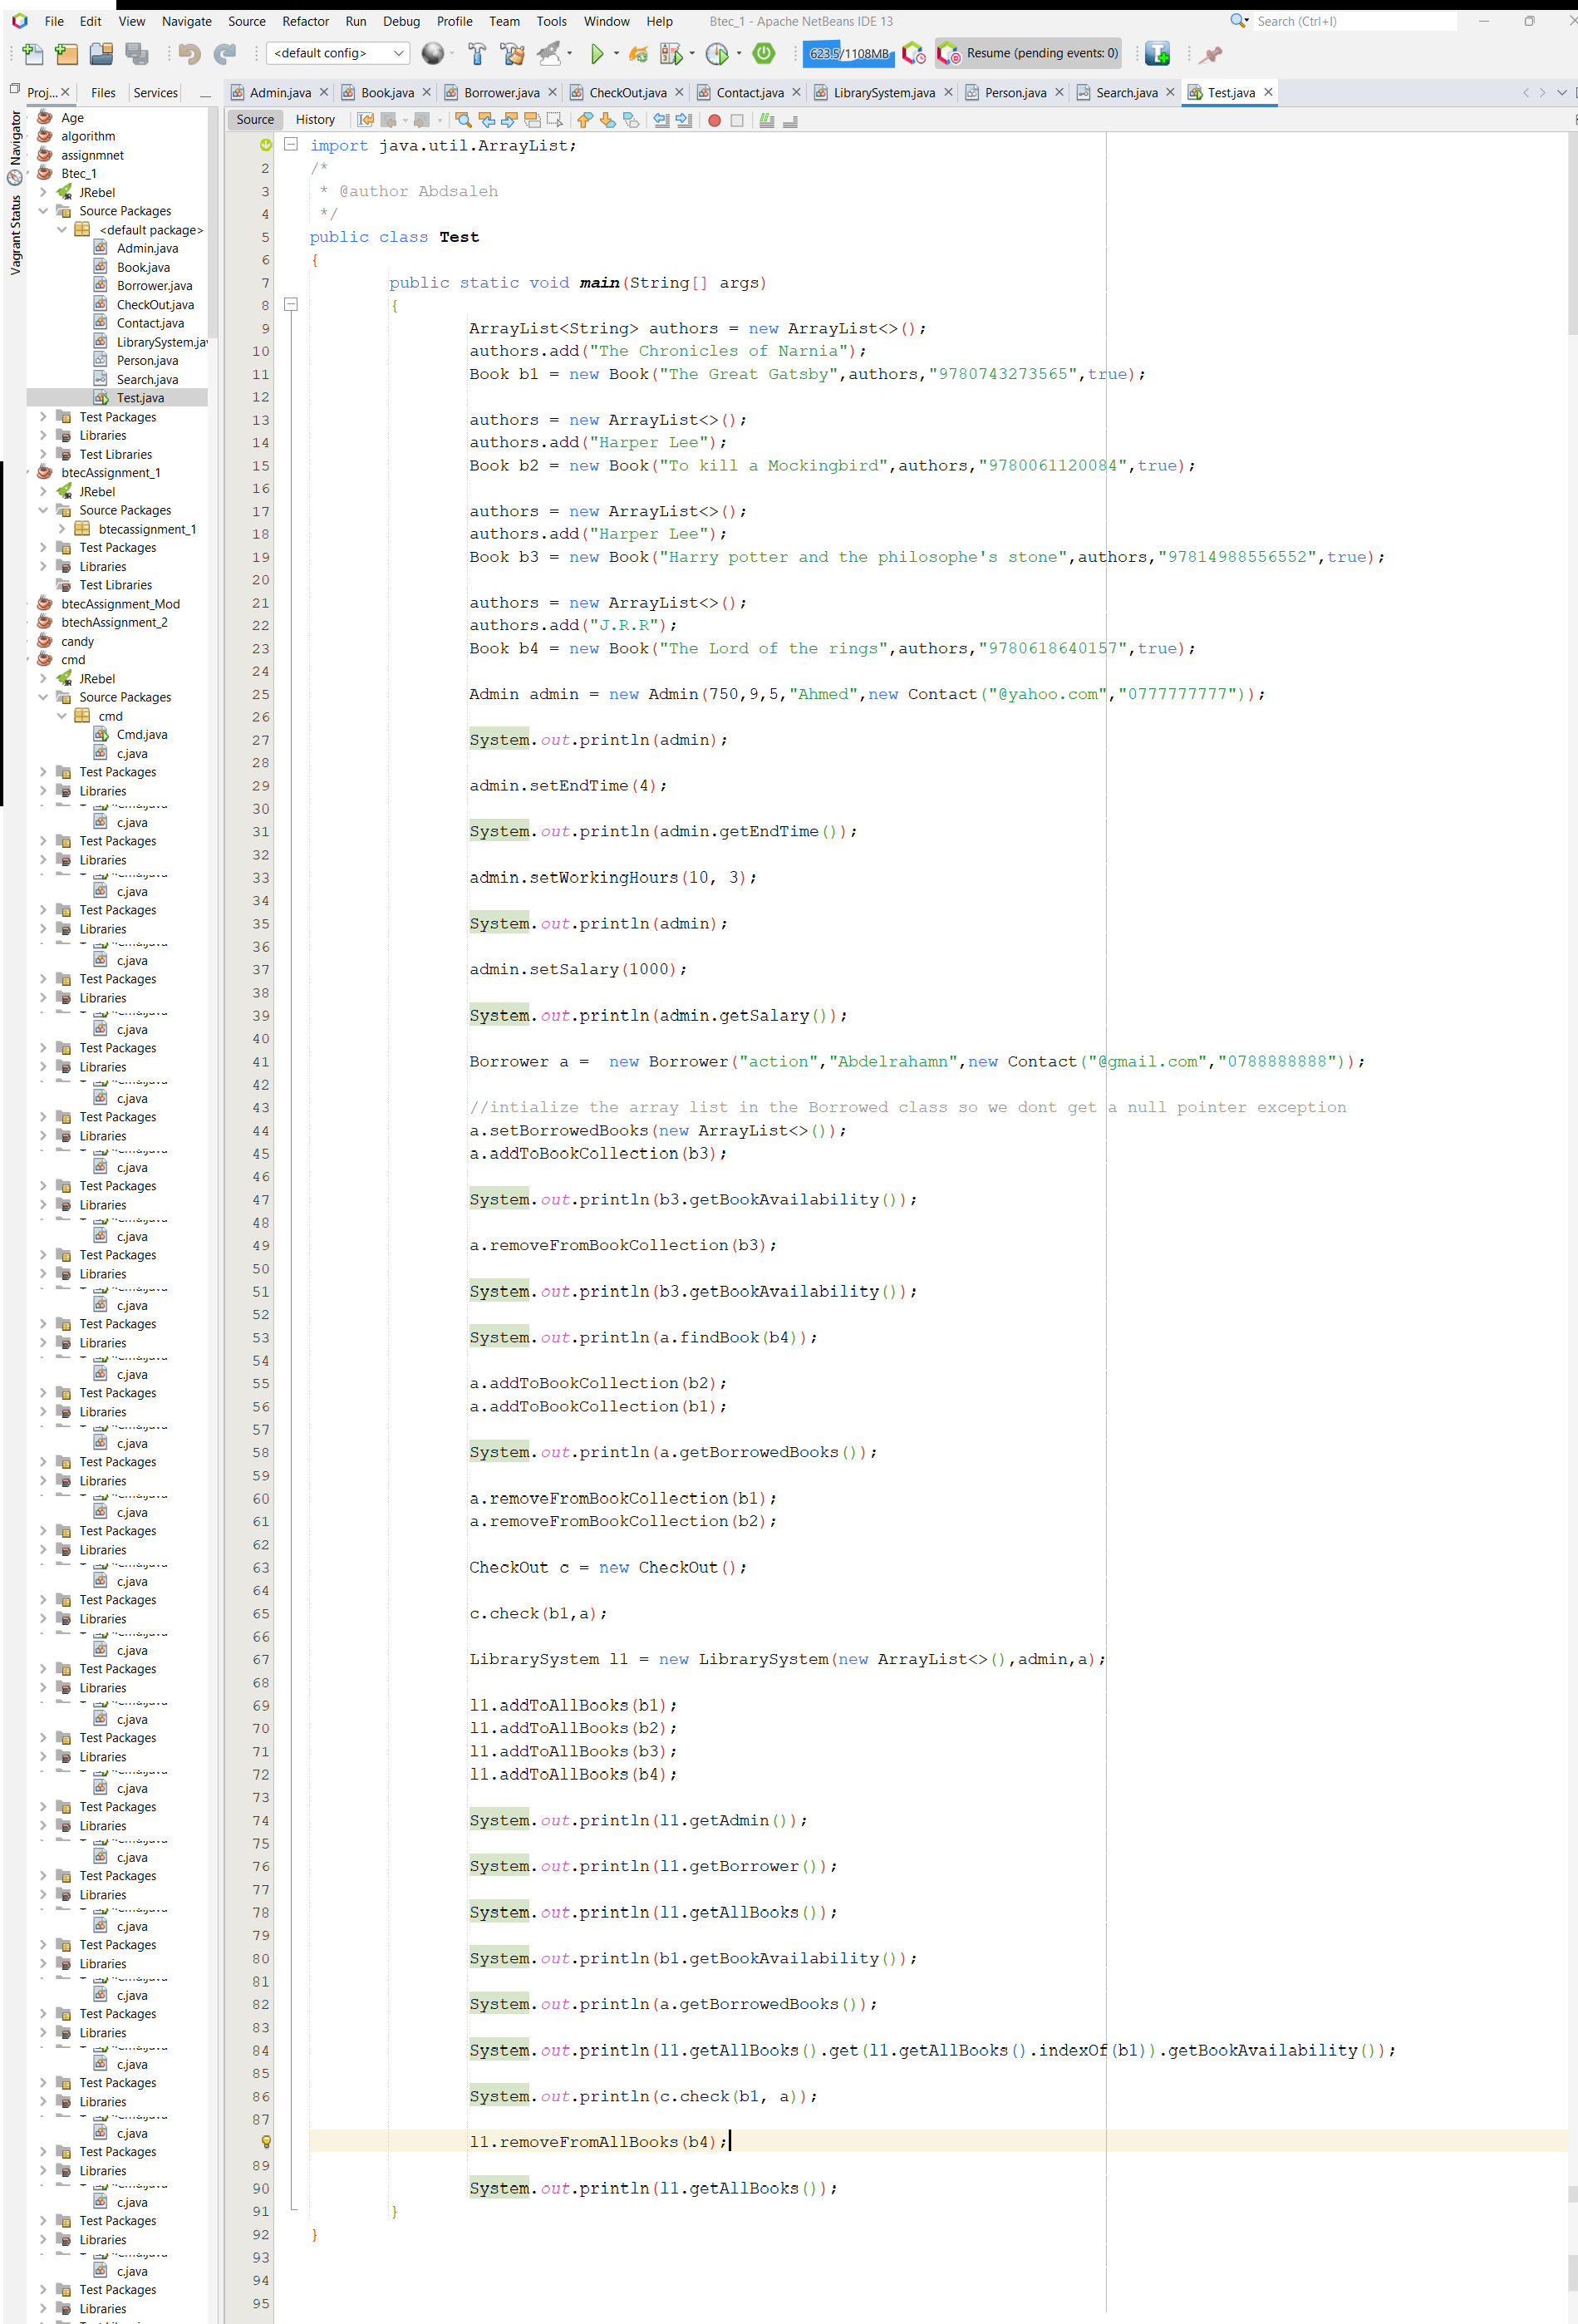 File Edit View Navigate Source Refactor Run Debug Profile Team Tools Window Help Btec_1 - Apache NetBeans IDE 13 Search (Ctrl+I)
<default config> 623.5/1108MB Resume (pending events: 0)
Proj... Files Services Admin.java Book.java Borrower.java CheckOut.java Contact.java LibrarySystem.java Person.java Search.java Test.java
Source History
Navigator
Vagrant Status
Age
algorithm
assignmnet
Btec_1
JRebel
Source Packages
<default package>
Admin.java
Book.java
Borrower.java
CheckOut.java
Contact.java
LibrarySystem.jav
Person.java
Search.java
Test.java
Test Packages
Libraries
Test Libraries
btecAssignment_1
JRebel
Source Packages
btecassignment_1
Test Packages
Libraries
Test Libraries
btecAssignment_Mod
btechAssignment_2
candy
cmd
JRebel
Source Packages
cmd
Cmd.java
c.java
Test Packages
Libraries
c.java
Test Packages
Libraries
c.java
Test Packages
Libraries
c.java
Test Packages
Libraries
c.java
Test Packages
Libraries
c.java
Test Packages
Libraries
c.java
Test Packages
Libraries
c.java
Test Packages
Libraries
c.java
Test Packages
Libraries
c.java
Test Packages
Libraries
c.java
Test Packages
Libraries
c.java
Test Packages
Libraries
c.java
Test Packages
Libraries
c.java
Test Packages
Libraries
c.java
Test Packages
Libraries
c.java
Test Packages
Libraries
c.java
Test Packages
Libraries
c.java
Test Packages
Libraries
c.java
Test Packages
Libraries
c.java
Test Packages
Libraries
c.java
Test Packages
Libraries
c.java
Test Packages
Libraries
c.java
Test Packages
Libraries
import java.util.ArrayList;
2 /*
3 * @author Abdsaleh
4 */
5 public class Test
6 {
7 public static void main(String[] args)
8 {
9 ArrayList<String> authors = new ArrayList<>();
10 authors.add("The Chronicles of Narnia");
11 Book b1 = new Book("The Great Gatsby",authors,"9780743273565",true);
12
13 authors = new ArrayList<>();
14 authors.add("Harper Lee");
15 Book b2 = new Book("To kill a Mockingbird",authors,"9780061120084",true);
16
17 authors = new ArrayList<>();
18 authors.add("Harper Lee");
19 Book b3 = new Book("Harry potter and the philosophe's stone",authors,"97814988556552",true);
20
21 authors = new ArrayList<>();
22 authors.add("J.R.R");
23 Book b4 = new Book("The Lord of the rings",authors,"9780618640157",true);
24
25 Admin admin = new Admin(750,9,5,"Ahmed",new Contact("@yahoo.com","0777777777"));
26
27 System.out.println(admin);
28
29 admin.setEndTime(4);
30
31 System.out.println(admin.getEndTime());
32
33 admin.setWorkingHours(10, 3);
34
35 System.out.println(admin);
36
37 admin.setSalary(1000);
38
39 System.out.println(admin.getSalary());
40
41 Borrower a =  new Borrower("action","Abdelrahamn",new Contact("@gmail.com","0788888888"));
42
43 //intialize the array list in the Borrowed class so we dont get a null pointer exception
44 a.setBorrowedBooks(new ArrayList<>());
45 a.addToBookCollection(b3);
46
47 System.out.println(b3.getBookAvailability());
48
49 a.removeFromBookCollection(b3);
50
51 System.out.println(b3.getBookAvailability());
52
53 System.out.println(a.findBook(b4));
54
55 a.addToBookCollection(b2);
56 a.addToBookCollection(b1);
57
58 System.out.println(a.getBorrowedBooks());
59
60 a.removeFromBookCollection(b1);
61 a.removeFromBookCollection(b2);
62
63 CheckOut c = new CheckOut();
64
65 c.check(b1,a);
66
67 LibrarySystem l1 = new LibrarySystem(new ArrayList<>(),admin,a);
68
69 l1.addToAllBooks(b1);
70 l1.addToAllBooks(b2);
71 l1.addToAllBooks(b3);
72 l1.addToAllBooks(b4);
73
74 System.out.println(l1.getAdmin());
75
76 System.out.println(l1.getBorrower());
77
78 System.out.println(l1.getAllBooks());
79
80 System.out.println(b1.getBookAvailability());
81
82 System.out.println(a.getBorrowedBooks());
83
84 System.out.println(l1.getAllBooks().get(l1.getAllBooks().indexOf(b1)).getBookAvailability());
85
86 System.out.println(c.check(b1, a));
87
l1.removeFromAllBooks(b4);
89
90 System.out.println(l1.getAllBooks());
91 }
92 }
93
94
95